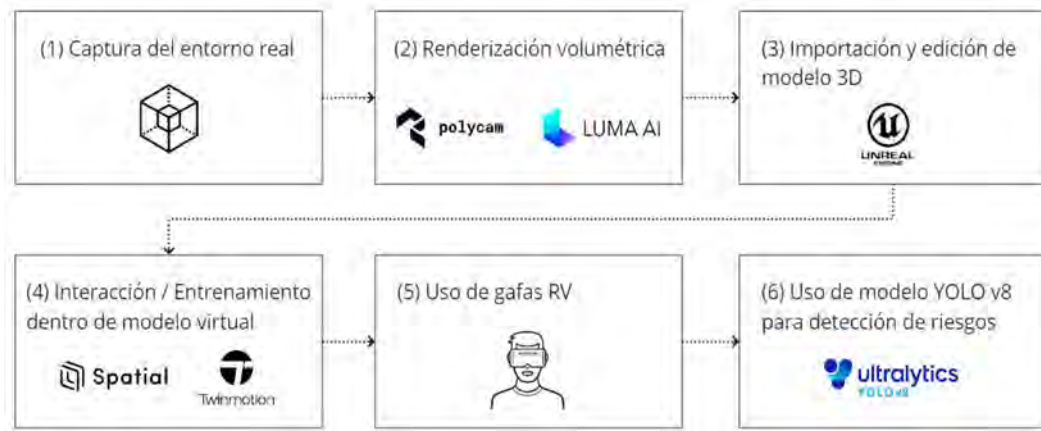 (1) Captura del entorno real
(2) Renderización volumétrica
polycam
LUMA AI
(3) Importación y edición de
modelo 3D
UNREAL
ENGINE
(4) Interacción / Entrenamiento
dentro de modelo virtual
Spatial
Twinmotion
(5) Uso de gafas RV
(6) Uso de modelo YOLO v8
para detección de riesgos
ultralytics
YOLOv8